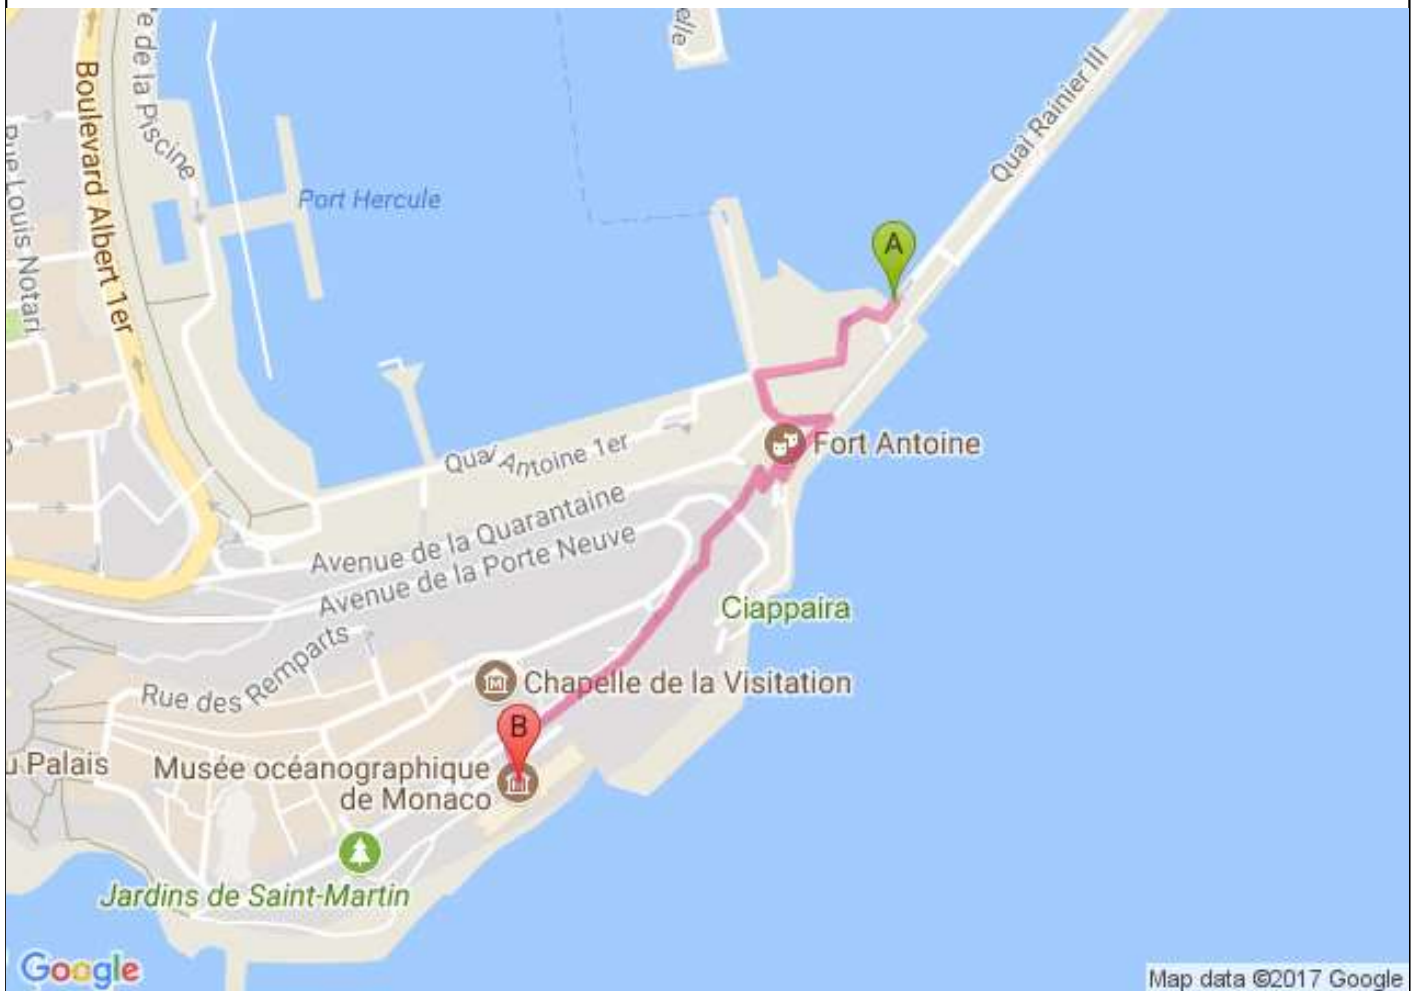 elle
e de la Piscine
Boulevard Albert 1er
Rue Louis Notari
Quai Rainier III
Port Hercule
A
Fort Antoine
Quai Antoine 1er
Avenue de la Quarantaine
Avenue de la Porte Neuve
Ciappaira
Rue des Remparts
Chapelle de la Visitation
B
u Palais
Musée océanographique
de Monaco
Jardins de Saint-Martin
Google
Map data ©2017 Google